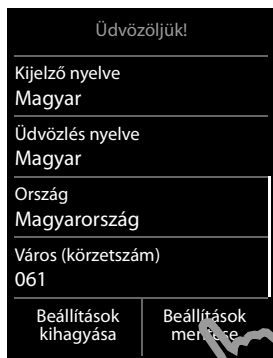 Üdvözöljük!
Kijelző nyelve
Magyar
Üdvözlés nyelve
Magyar
Ország
Magyarország
Város (körzetszám)
061
Beállítások
kihagyása
Beállítások
mentése